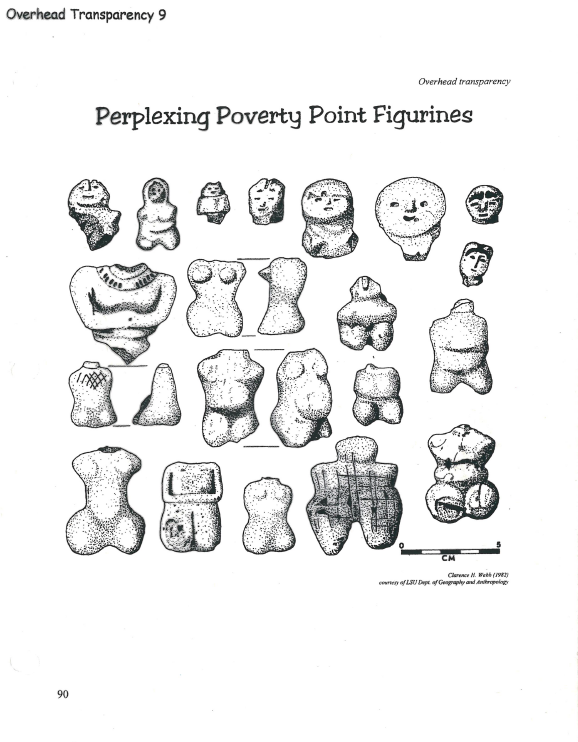 Overhead Transparency 9
Overhead transparency
Perplexing Poverty Point Figurines
0 5
CM
Clarence H. Webb (1982)
courtesy of LSU Dept. of Geography and Anthropology
90